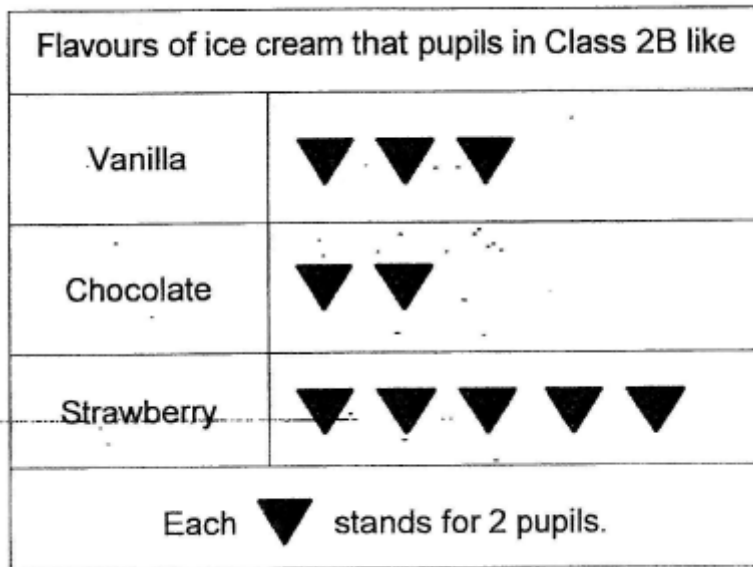 Flavours of ice cream that pupils in Class 2B like
Vanilla
Chocolate
Strawberry
Each ▼ stands for 2 pupils.